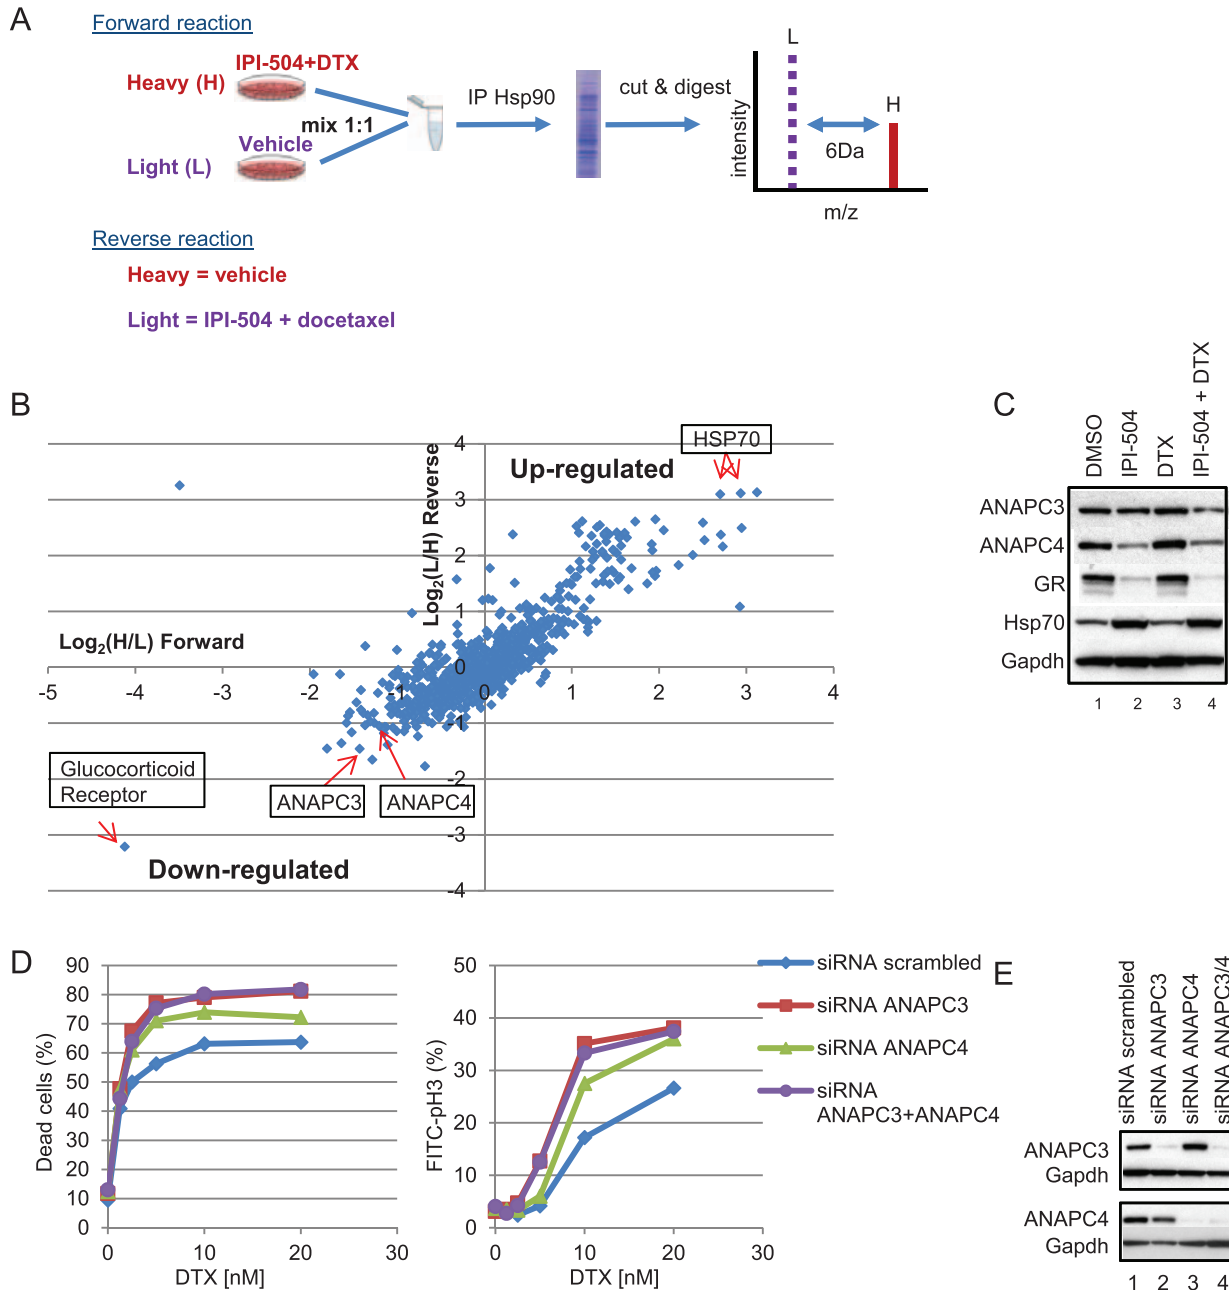 A
Forward reaction
IPI-504+DTX
Heavy (H)
mix 1:1
Vehicle
Light (L)
IP Hsp90
cut & digest
intensity
L
H
6Da
m/z
Reverse reaction
Heavy = vehicle
Light = IPI-504 + docetaxel
B
Log2(L/H) Reverse
Up-regulated
HSP70
Log2(H/L) Forward
4
3
2
1
0
-1
-2
-3
-4
-5 -4 -3 -2 -1 0 1 2 3 4
Glucocorticoid
Receptor
ANAPC3
ANAPC4
Down-regulated
C
DMSO
IPI-504
DTX
IPI-504 + DTX
ANAPC3
ANAPC4
GR
Hsp70
Gapdh
1 2 3 4
D
Dead cells (%)
90
80
70
60
50
40
30
20
10
0
0 10 20 30
DTX [nM]
FITC-pH3 (%)
50
40
30
20
10
0
0 10 20 30
DTX [nM]
siRNA scrambled
siRNA ANAPC3
siRNA ANAPC4
siRNA
ANAPC3+ANAPC4
E
siRNA scrambled
siRNA ANAPC3
siRNA ANAPC4
siRNA ANAPC3/4
ANAPC3
Gapdh
ANAPC4
Gapdh
1 2 3 4